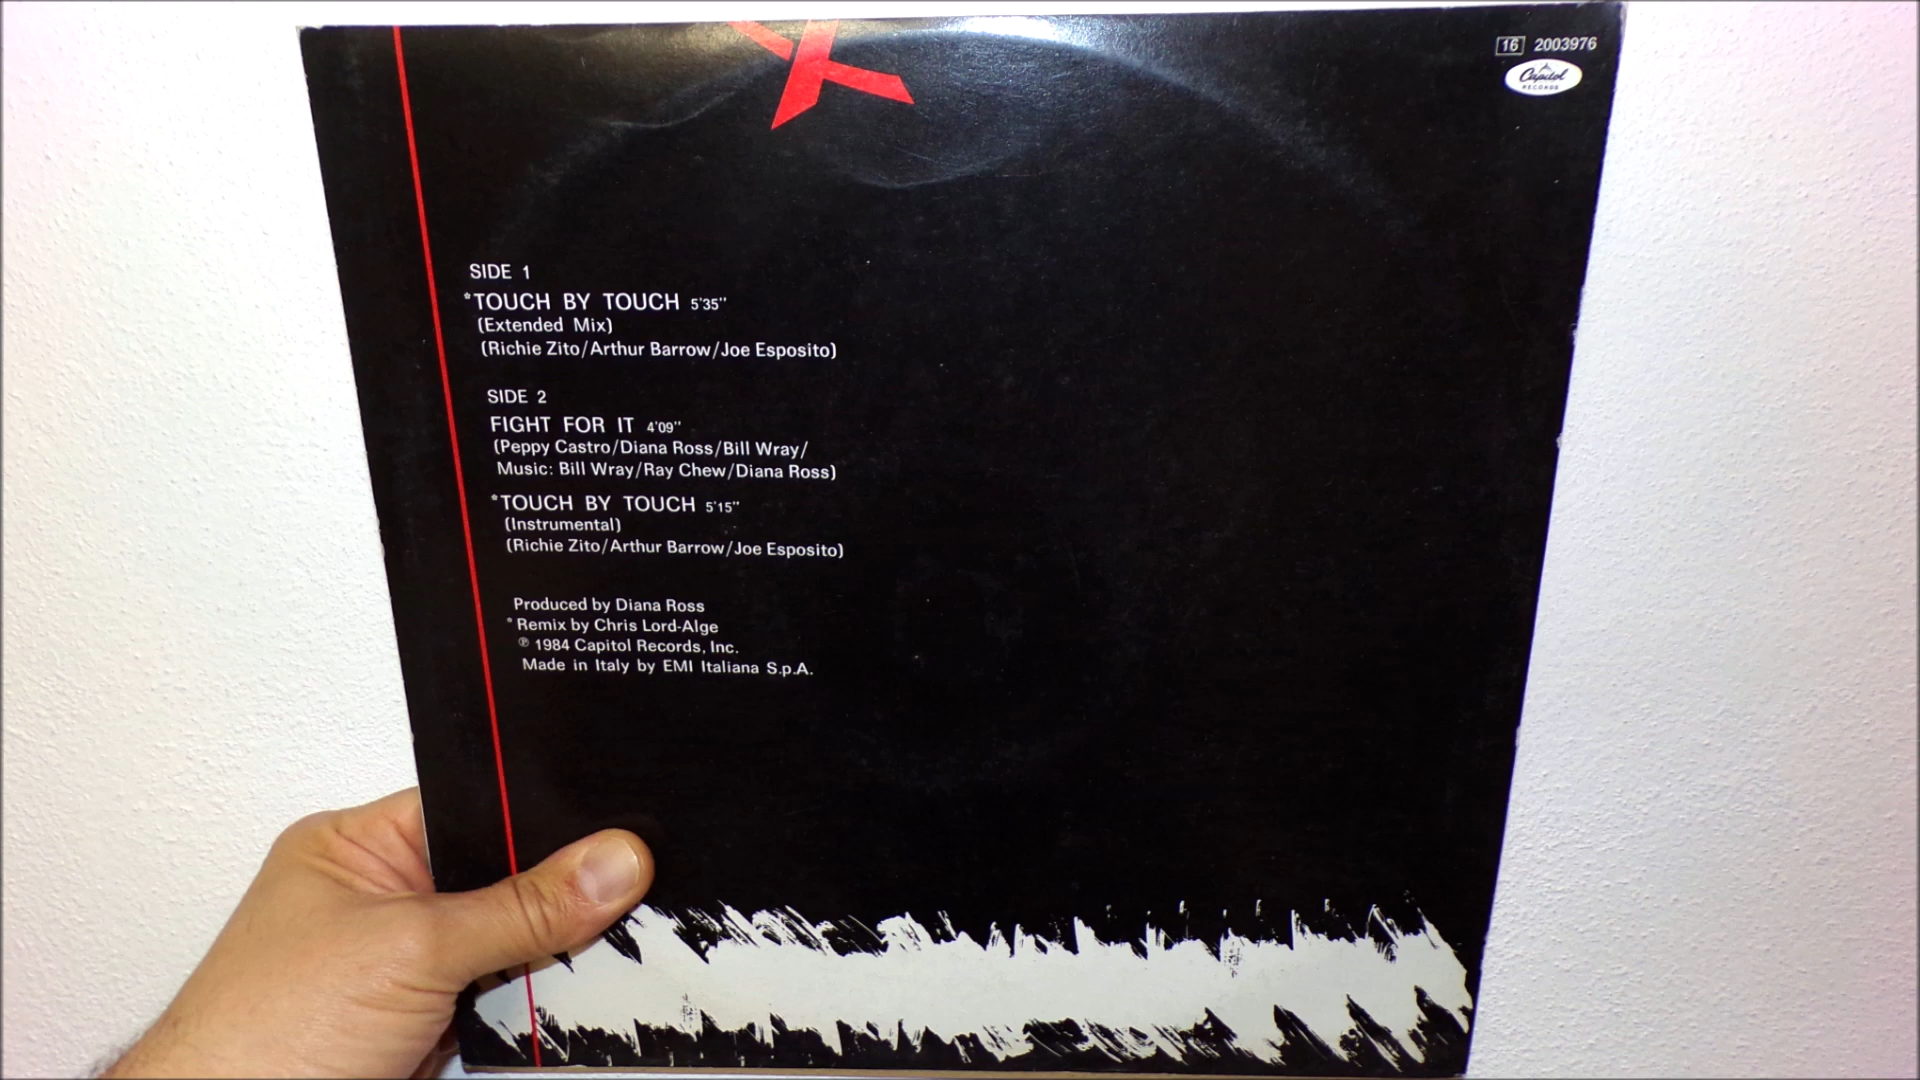 16 2003976
Capitol
RECORDS
SIDE 1
*TOUCH BY TOUCH 5'35"
(Extended Mix)
(Richie Zito/Arthur Barrow/Joe Esposito)
SIDE 2
FIGHT FOR IT 4'09"
(Peppy Castro/Diana Ross/Bill Wray/
Music: Bill Wray/Ray Chew/Diana Ross)
*TOUCH BY TOUCH 5'15"
(Instrumental)
(Richie Zito/Arthur Barrow/Joe Esposito)
Produced by Diana Ross
*Remix by Chris Lord-Alge
℗ 1984 Capitol Records, Inc.
Made in Italy by EMI Italiana S.p.A.